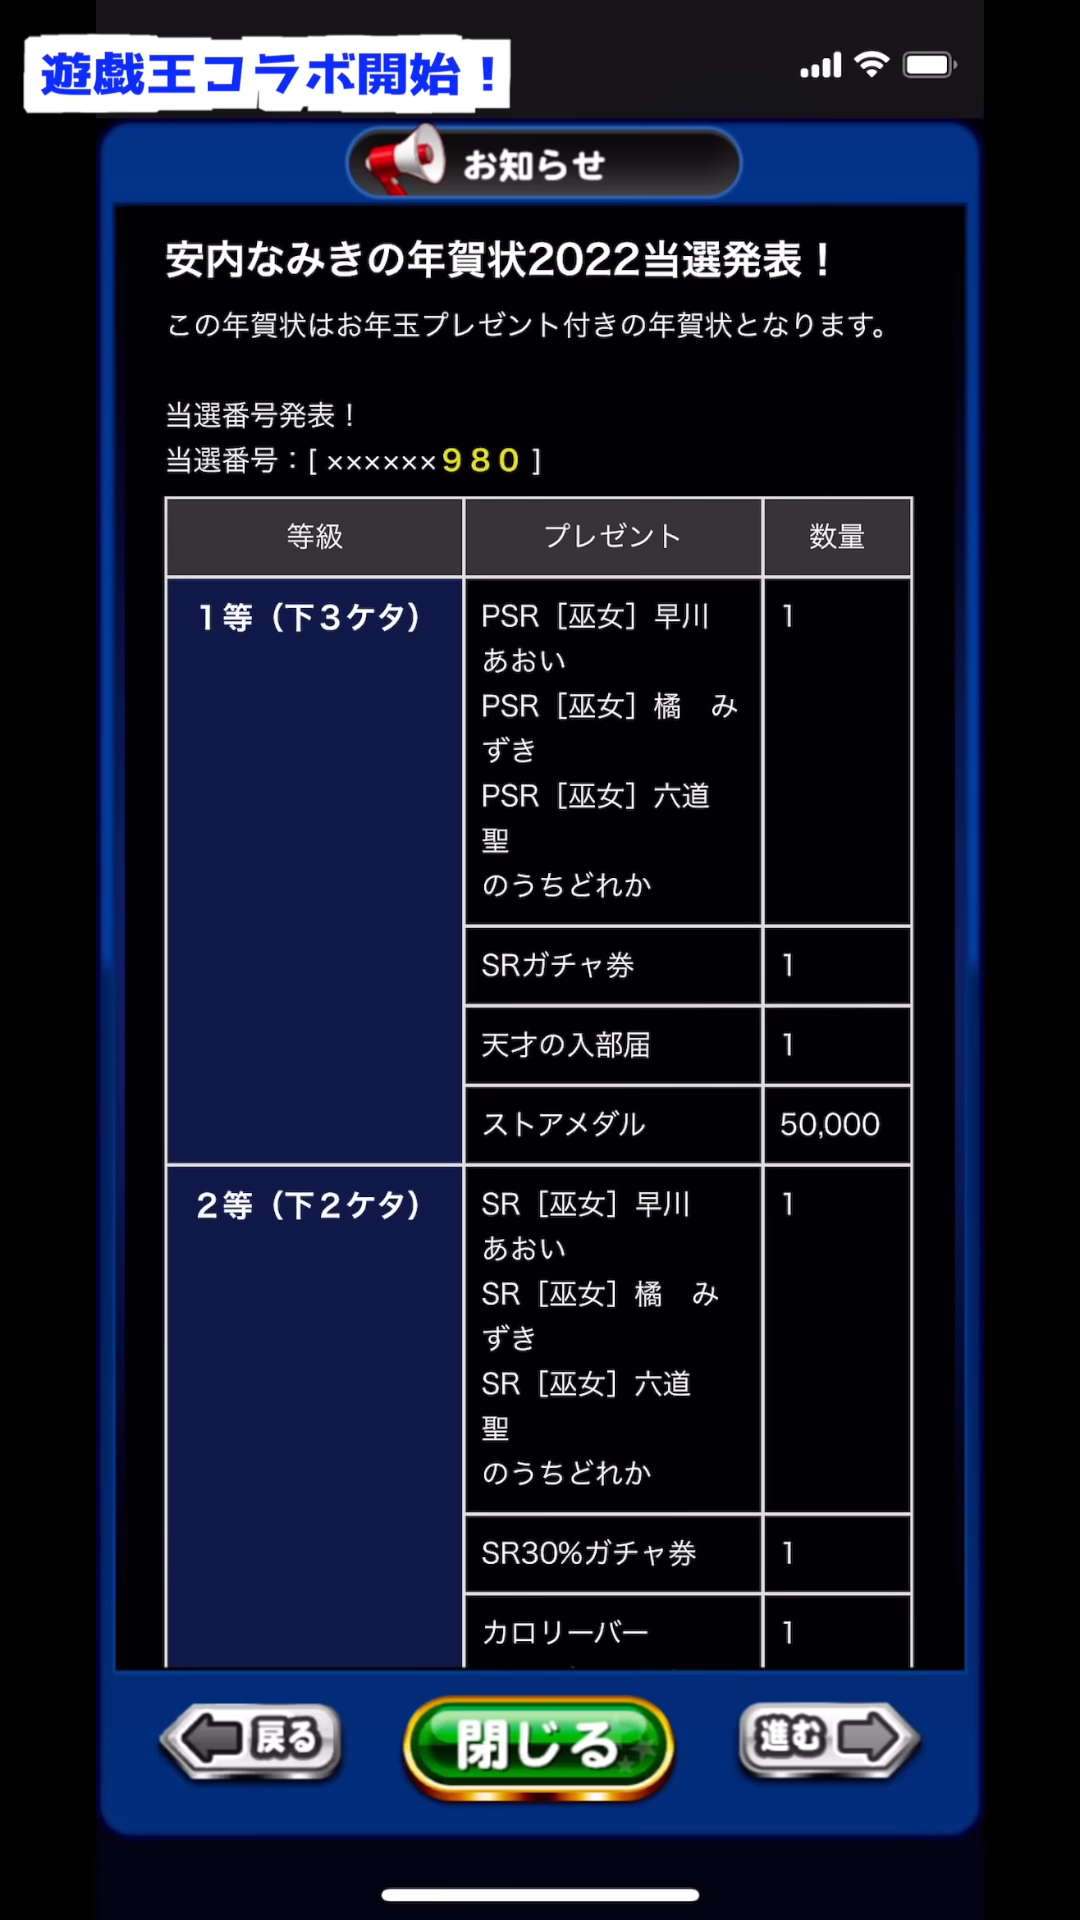 遊戯王コラボ開始！
お知らせ
安内なみきの年賀状2022当選発表！
この年賀状はお年玉プレゼント付きの年賀状となります。
当選番号発表！
当選番号：[ ××××××９８０ ]
等級
プレゼント
数量
１等（下３ケタ）
PSR［巫女］早川
あおい
PSR［巫女］橘　み
ずき
PSR［巫女］六道
聖
のうちどれか
1
SRガチャ券
1
天才の入部届
1
ストアメダル
50,000
２等（下２ケタ）
SR［巫女］早川
あおい
SR［巫女］橘　み
ずき
SR［巫女］六道
聖
のうちどれか
1
SR30%ガチャ券
1
カロリーバー
1
戻る
閉じる
進む